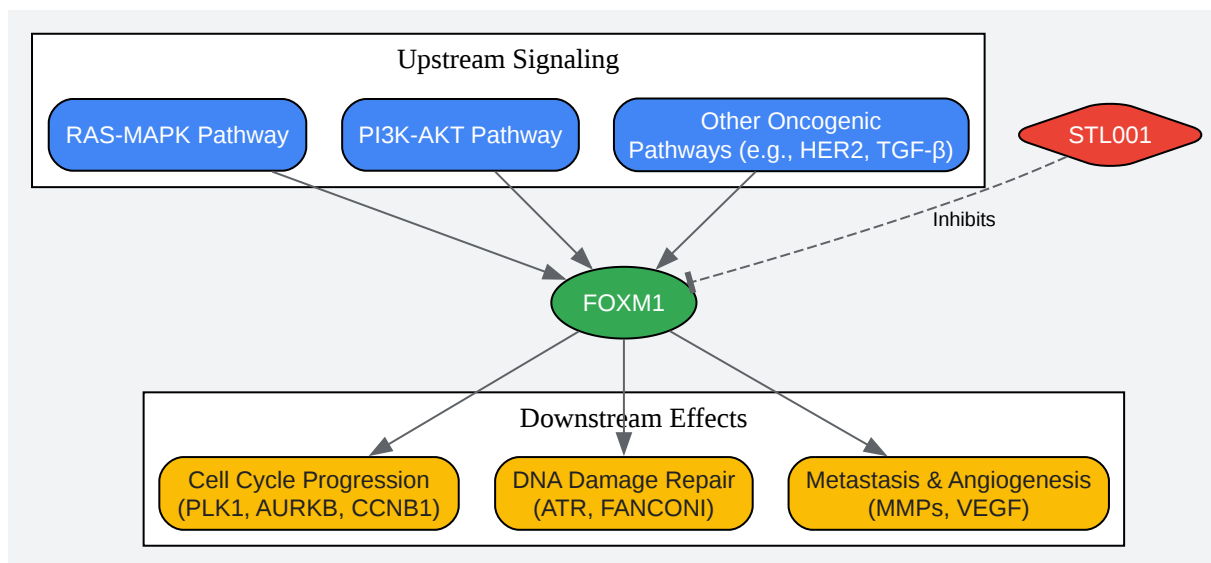 Upstream Signaling
RAS-MAPK Pathway
PI3K-AKT Pathway
Other Oncogenic
Pathways (e.g., HER2, TGF-β)
STL001
Inhibits
FOXM1
Downstream Effects
Cell Cycle Progression
(PLK1, AURKB, CCNB1)
DNA Damage Repair
(ATR, FANCONI)
Metastasis & Angiogenesis
(MMPs, VEGF)